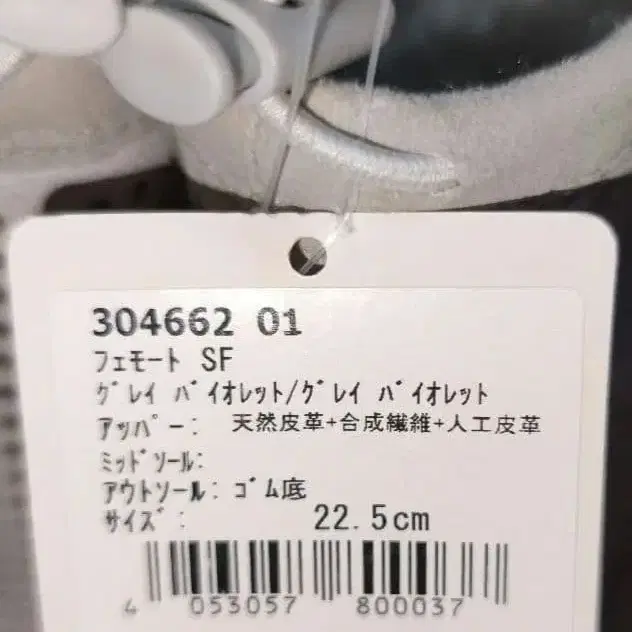 304662 01
フェモート SF
グレイ バイオレット/グレイ バイオレット
アッパー: 天然皮革+合成繊維+人工皮革
ミッドソール:
アウトソール: ゴム底
サイズ: 22.5cm
4 053057 800037